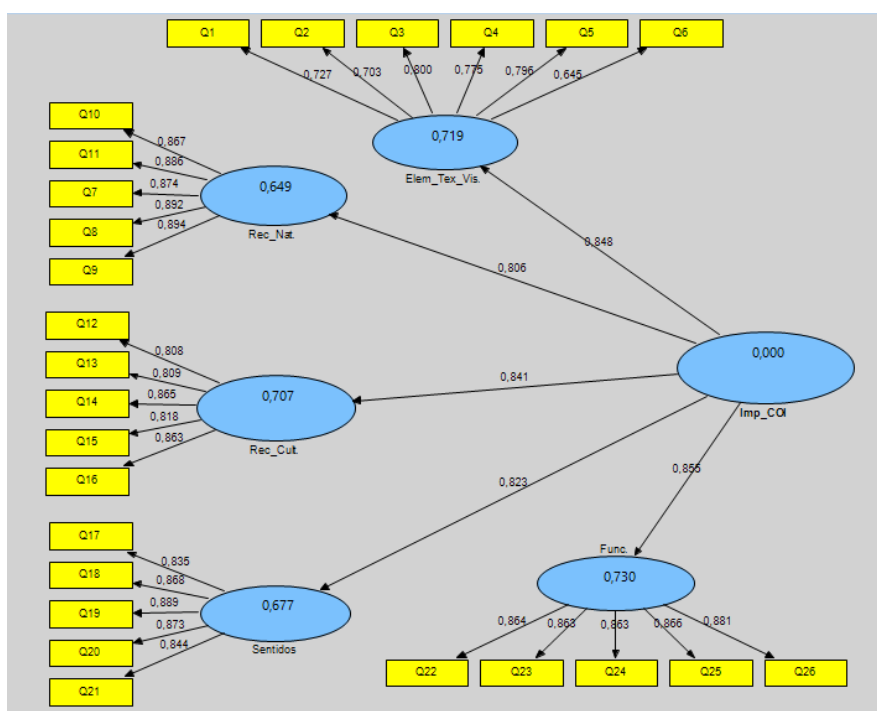 Q1 Q2 Q3 Q4 Q5 Q6
0,727 0,703 0,800 0,775 0,796 0,645
0,719
Elem_Tex_Vis.
Q10
Q11
Q7
Q8
Q9
0,867
0,886
0,874
0,892
0,894
0,649
Rec_Nat.
0,848
0,806
Q12
Q13
Q14
Q15
Q16
0,808
0,809
0,865
0,818
0,863
0,707
Rec_Cult.
0,841
0,000
Imp_COI
0,823
0,855
Q17
Q18
Q19
Q20
Q21
0,835
0,868
0,889
0,873
0,844
0,677
Sentidos
Func.
0,730
0,864 0,863 0,863 0,866 0,881
Q22 Q23 Q24 Q25 Q26